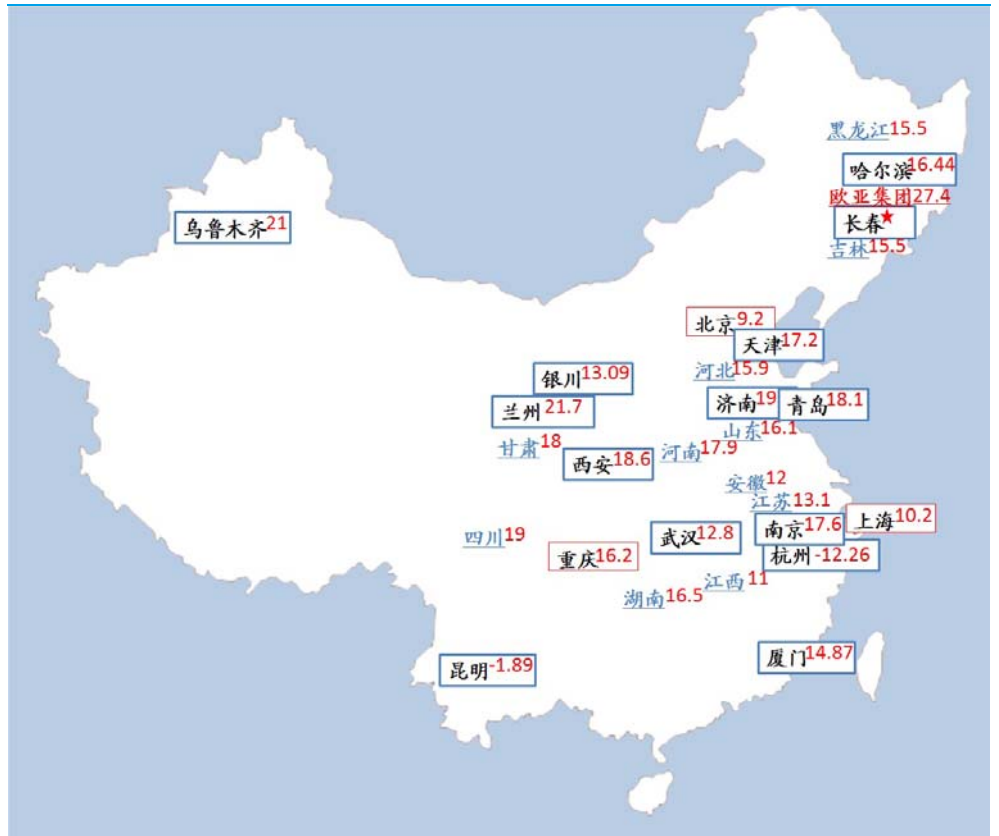 黑龙江15.5
哈尔滨16.44
欧亚集团27.4
长春★
吉林15.5
乌鲁木齐21
北京9.2
天津17.2
河北15.9
银川13.09
兰州21.7
济南19
青岛18.1
山东16.1
甘肃18
西安18.6
河南17.9
安徽12
江苏13.1
四川19
武汉12.8
南京17.6
上海10.2
重庆16.2
杭州-12.26
江西11
湖南16.5
昆明-1.89
厦门14.87